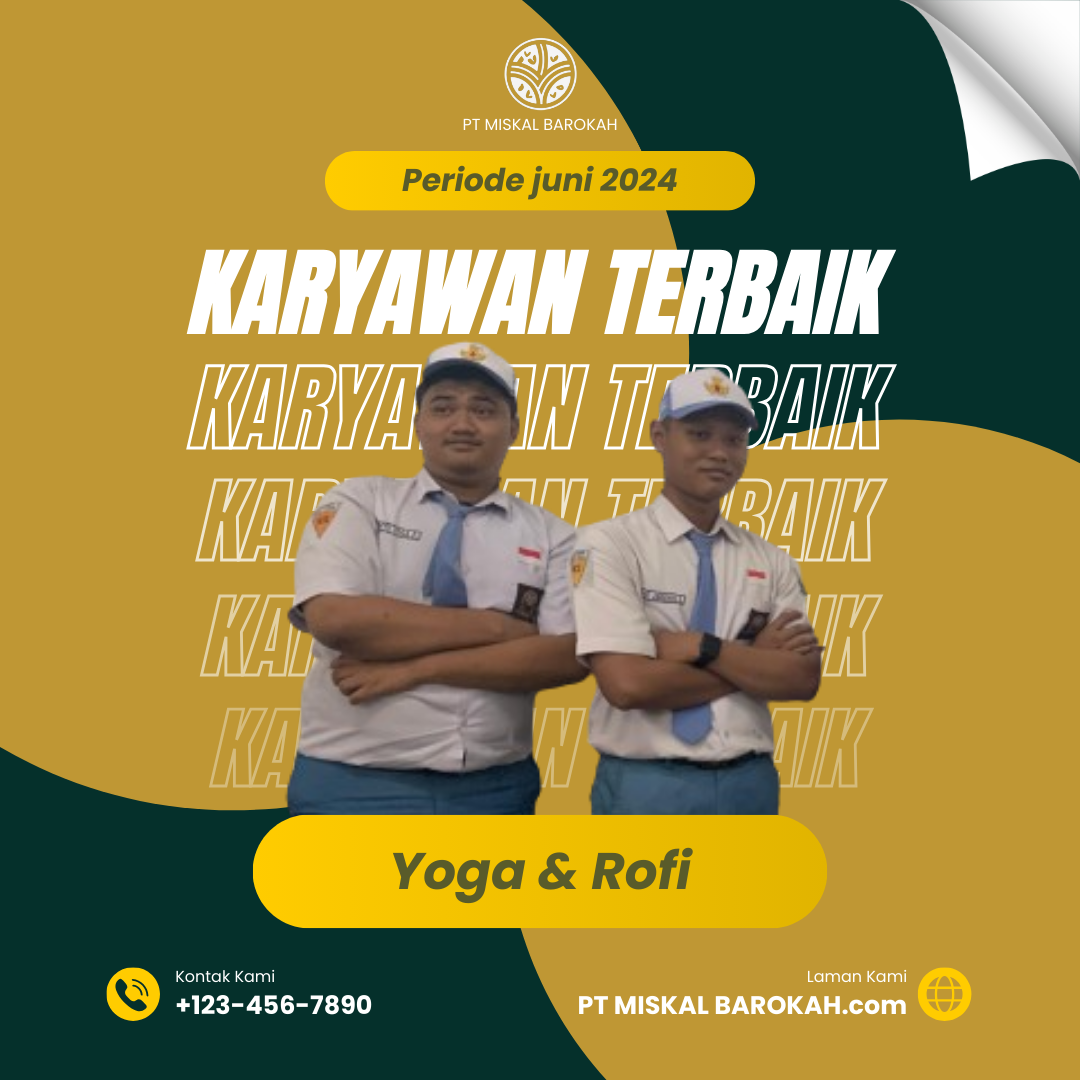 PT MISKAL BAROKAH
Periode juni 2024
KARYAWAN TERBAIK
KARYAWAN TERBAIK
KARYAWAN TERBAIK
KARYAWAN TERBAIK
KARYAWAN TERBAIK
Yoga & Rofi
Kontak Kami
+123-456-7890
Laman Kami
PT MISKAL BAROKAH.com